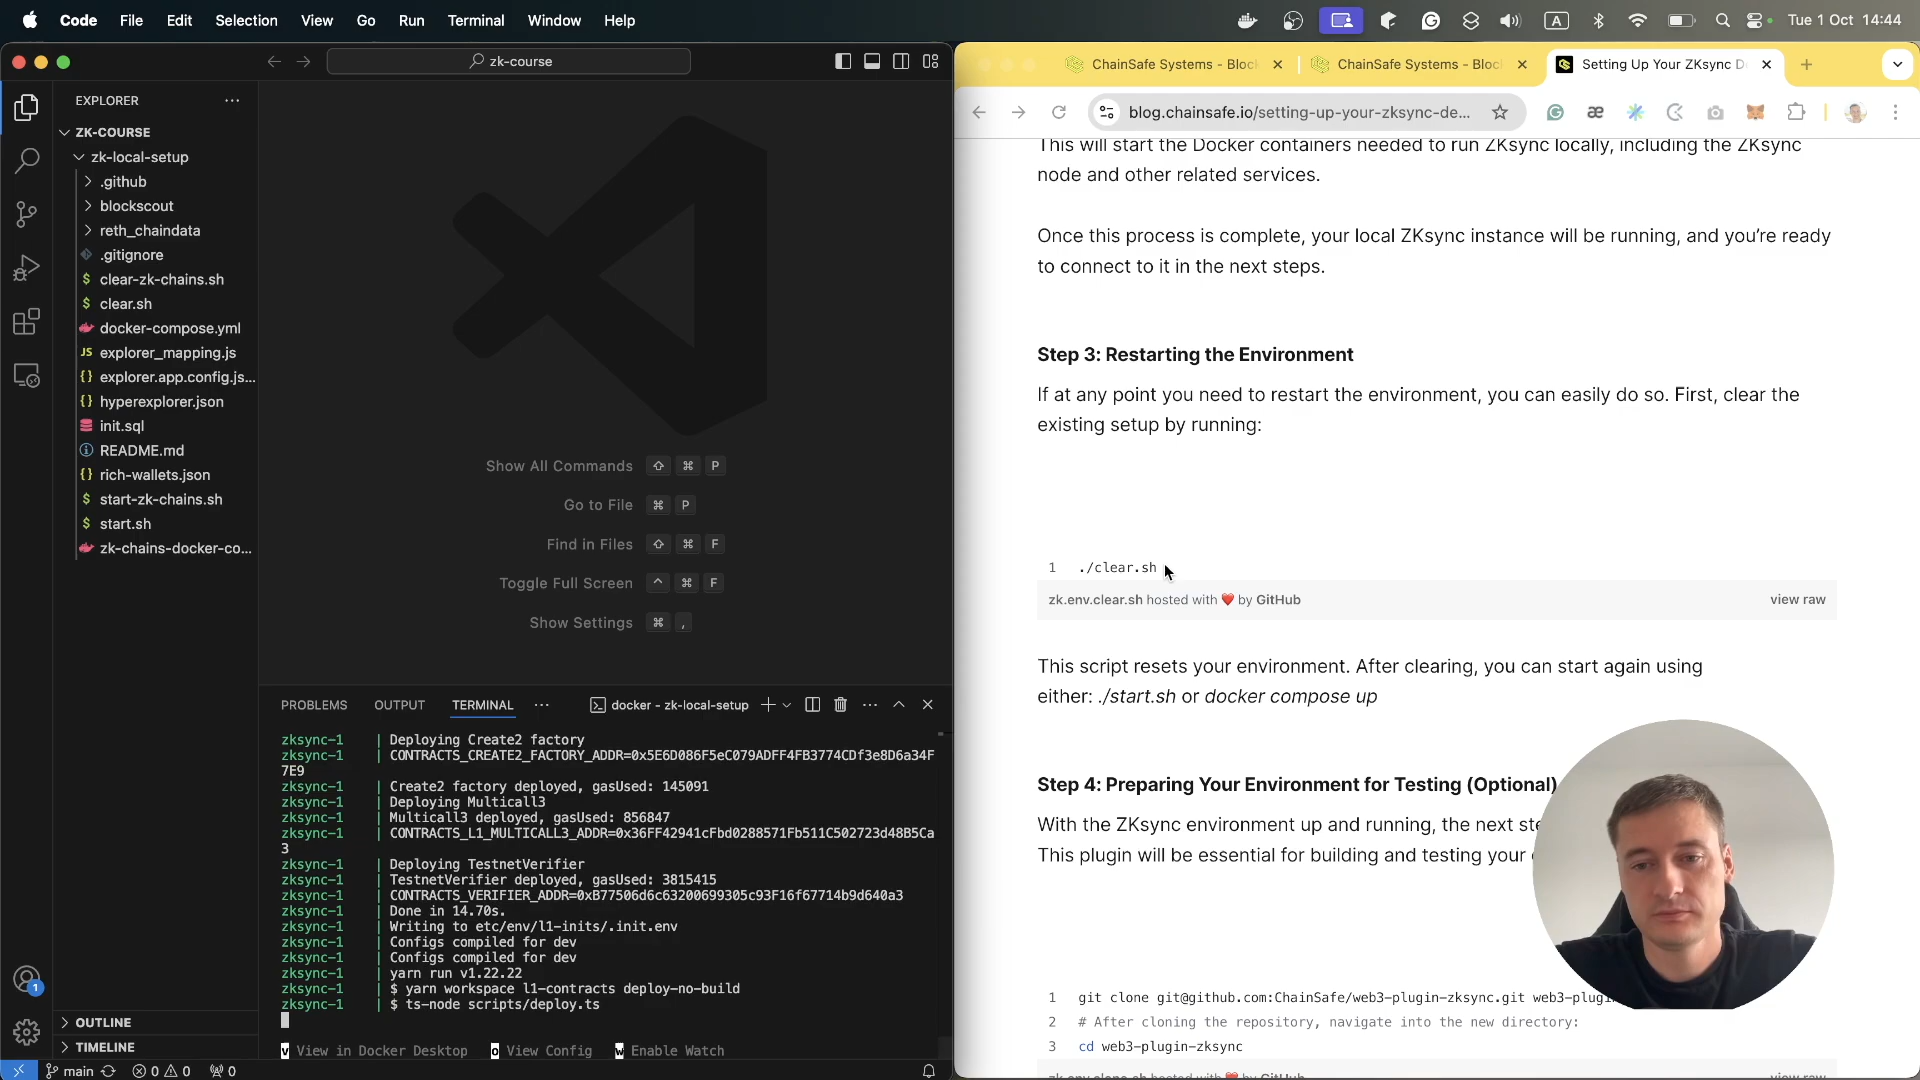 Code File Edit Selection View Go Run Terminal Window Help
A
Tue 1 Oct 14:44
zk-course
EXPLORER
ZK-COURSE
zk-local-setup
.github
blockscout
reth_chaindata
.gitignore
$ clear-zk-chains.sh
$ clear.sh
docker-compose.yml
JS explorer_mapping.js
{} explorer.app.config.js...
{} hyperexplorer.json
init.sql
README.md
{} rich-wallets.json
$ start-zk-chains.sh
$ start.sh
zk-chains-docker-co...
OUTLINE
TIMELINE
1
main
0 0
0
Show All Commands ⇧ ⌘ P
Go to File ⌘ P
Find in Files ⇧ ⌘ F
Toggle Full Screen ^ ⌘ F
Show Settings ⌘ ,
PROBLEMS OUTPUT TERMINAL ... docker - zk-local-setup
zksync-1 | Deploying Create2 factory
zksync-1 | CONTRACTS_CREATE2_FACTORY_ADDR=0x5E6D086F5eC079ADFF4FB3774CDf3e8D6a34F
7E9
zksync-1 | Create2 factory deployed, gasUsed: 145091
zksync-1 | Deploying Multicall3
zksync-1 | Multicall3 deployed, gasUsed: 856847
zksync-1 | CONTRACTS_L1_MULTICALL3_ADDR=0x36FF42941cFbd0288571Fb511C502723d48B5Ca
3
zksync-1 | Deploying TestnetVerifier
zksync-1 | TestnetVerifier deployed, gasUsed: 3815415
zksync-1 | CONTRACTS_VERIFIER_ADDR=0xB77506d6c63200699305c93F16f67714b9d640a3
zksync-1 | Done in 14.70s.
zksync-1 | Writing to etc/env/l1-inits/.init.env
zksync-1 | Configs compiled for dev
zksync-1 | Configs compiled for dev
zksync-1 | yarn run v1.22.22
zksync-1 | $ yarn workspace l1-contracts deploy-no-build
zksync-1 | $ ts-node scripts/deploy.ts
v View in Docker Desktop o View Config w Enable Watch
ChainSafe Systems - Bloc
ChainSafe Systems - Bloc
Setting Up Your ZKsync D
blog.chainsafe.io/setting-up-your-zksync-de...
This will start the Docker containers needed to run ZKsync locally, including the ZKsync
node and other related services.
Once this process is complete, your local ZKsync instance will be running, and you're ready
to connect to it in the next steps.
Step 3: Restarting the Environment
If at any point you need to restart the environment, you can easily do so. First, clear the
existing setup by running:
1 ./clear.sh
zk.env.clear.sh hosted with ❤ by GitHub view raw
This script resets your environment. After clearing, you can start again using
either: ./start.sh or docker compose up
Step 4: Preparing Your Environment for Testing (Optional)
With the ZKsync environment up and running, the next ste
This plugin will be essential for building and testing your
1 git clone git@github.com:ChainSafe/web3-plugin-zksync.git web3-plugi
2 # After cloning the repository, navigate into the new directory:
3 cd web3-plugin-zksync
zk.env.clone.sh hosted with ❤ by GitHub view raw